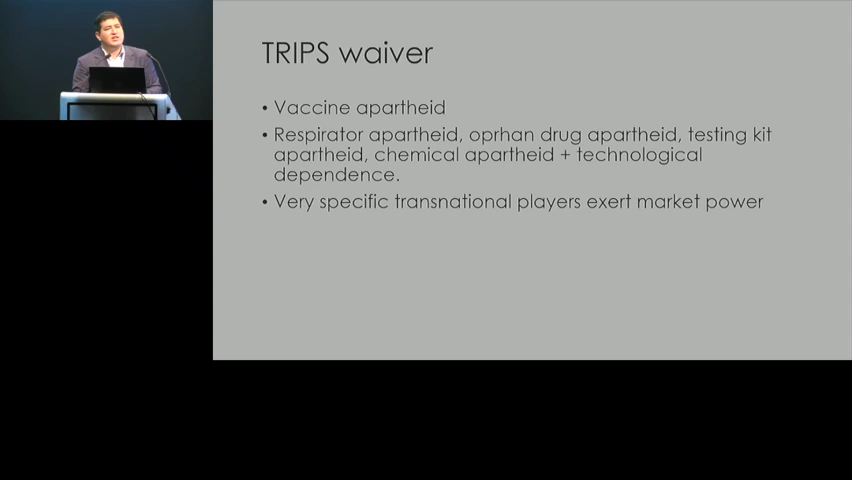 TRIPS waiver
• Vaccine apartheid
• Respirator apartheid, oprhan drug apartheid, testing kit
apartheid, chemical apartheid + technological
dependence.
• Very specific transnational players exert market power